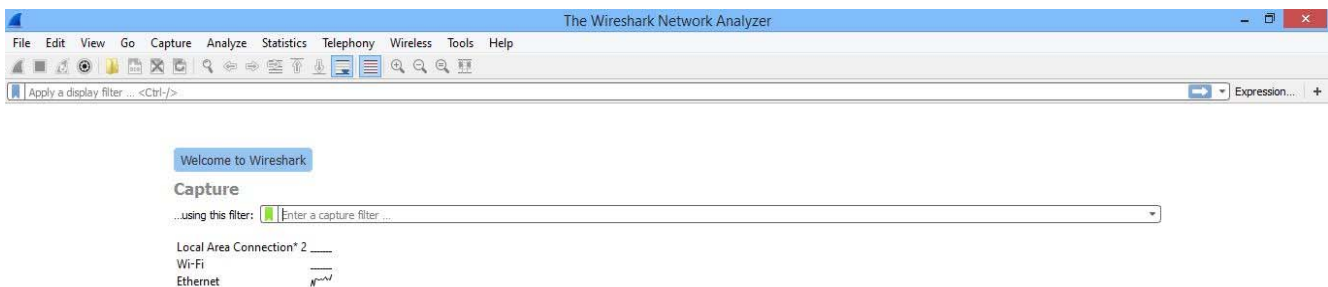 The Wireshark Network Analyzer
File Edit View Go Capture Analyze Statistics Telephony Wireless Tools Help
Apply a display filter ... <Ctrl-/>
Expression... +
Welcome to Wireshark
Capture
...using this filter: Enter a capture filter ...
Local Area Connection* 2
Wi-Fi
Ethernet